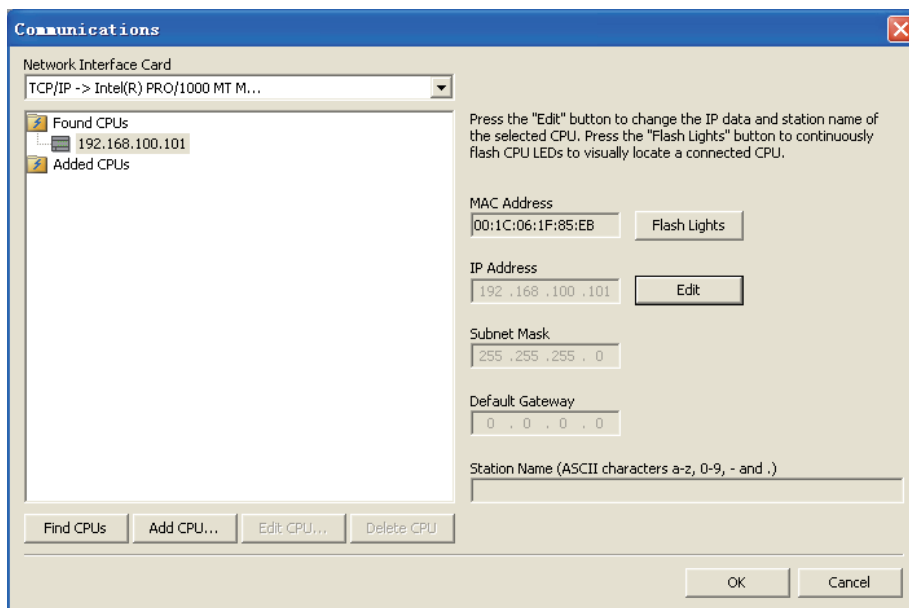 Communications
Network Interface Card
TCP/IP -> Intel(R) PRO/1000 MT M...
Found CPUs
192.168.100.101
Added CPUs
Find CPUs
Add CPU...
Edit CPU...
Delete CPU
Press the "Edit" button to change the IP data and station name of
the selected CPU. Press the "Flash Lights" button to continuously
flash CPU LEDs to visually locate a connected CPU.
MAC Address
00:1C:06:1F:85:EB
Flash Lights
IP Address
192 .168 .100 .101
Edit
Subnet Mask
255 .255 .255 . 0
Default Gateway
0 . 0 . 0 . 0
Station Name (ASCII characters a-z, 0-9, - and .)
OK
Cancel